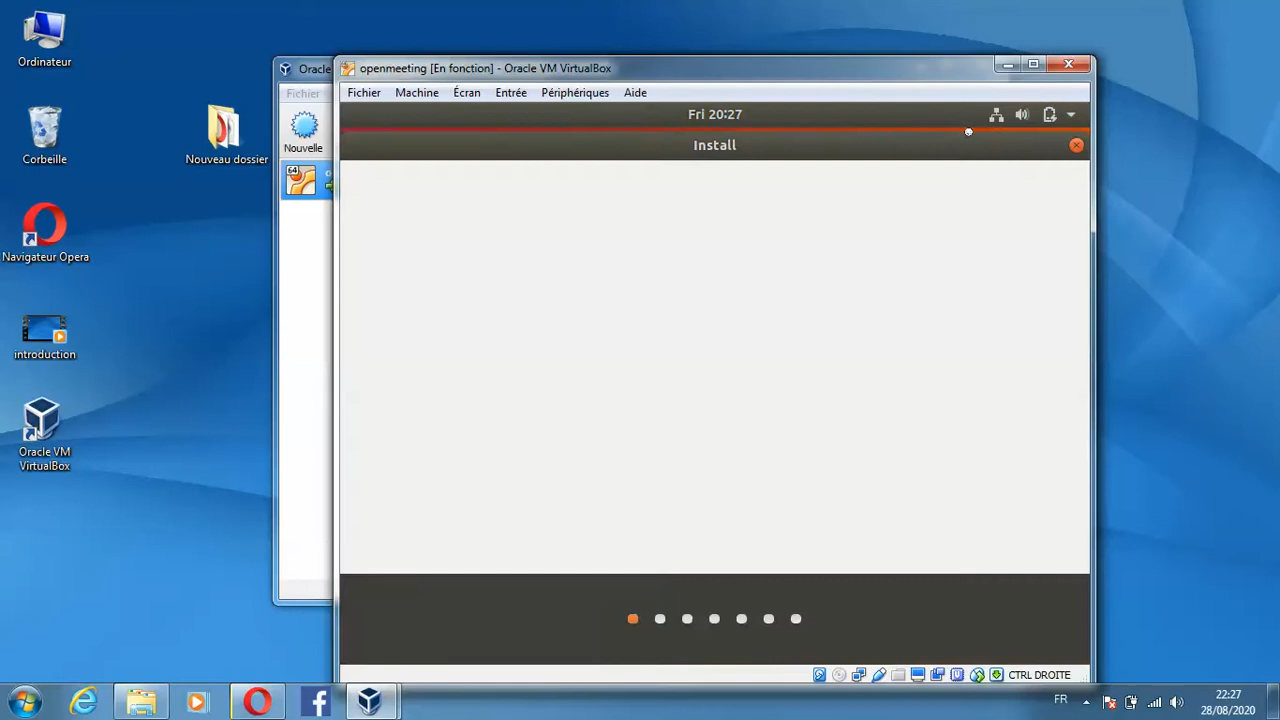 Ordinateur
Corbeille
Nouveau dossier
Navigateur Opera
introduction
Oracle VM
VirtualBox
Oracle
Fichier
Nouvelle
64
openmeeting [En fonction] - Oracle VM VirtualBox
Fichier Machine Écran Entrée Périphériques Aide
Fri 20:27
Install
CTRL DROITE
FR
22:27
28/08/2020